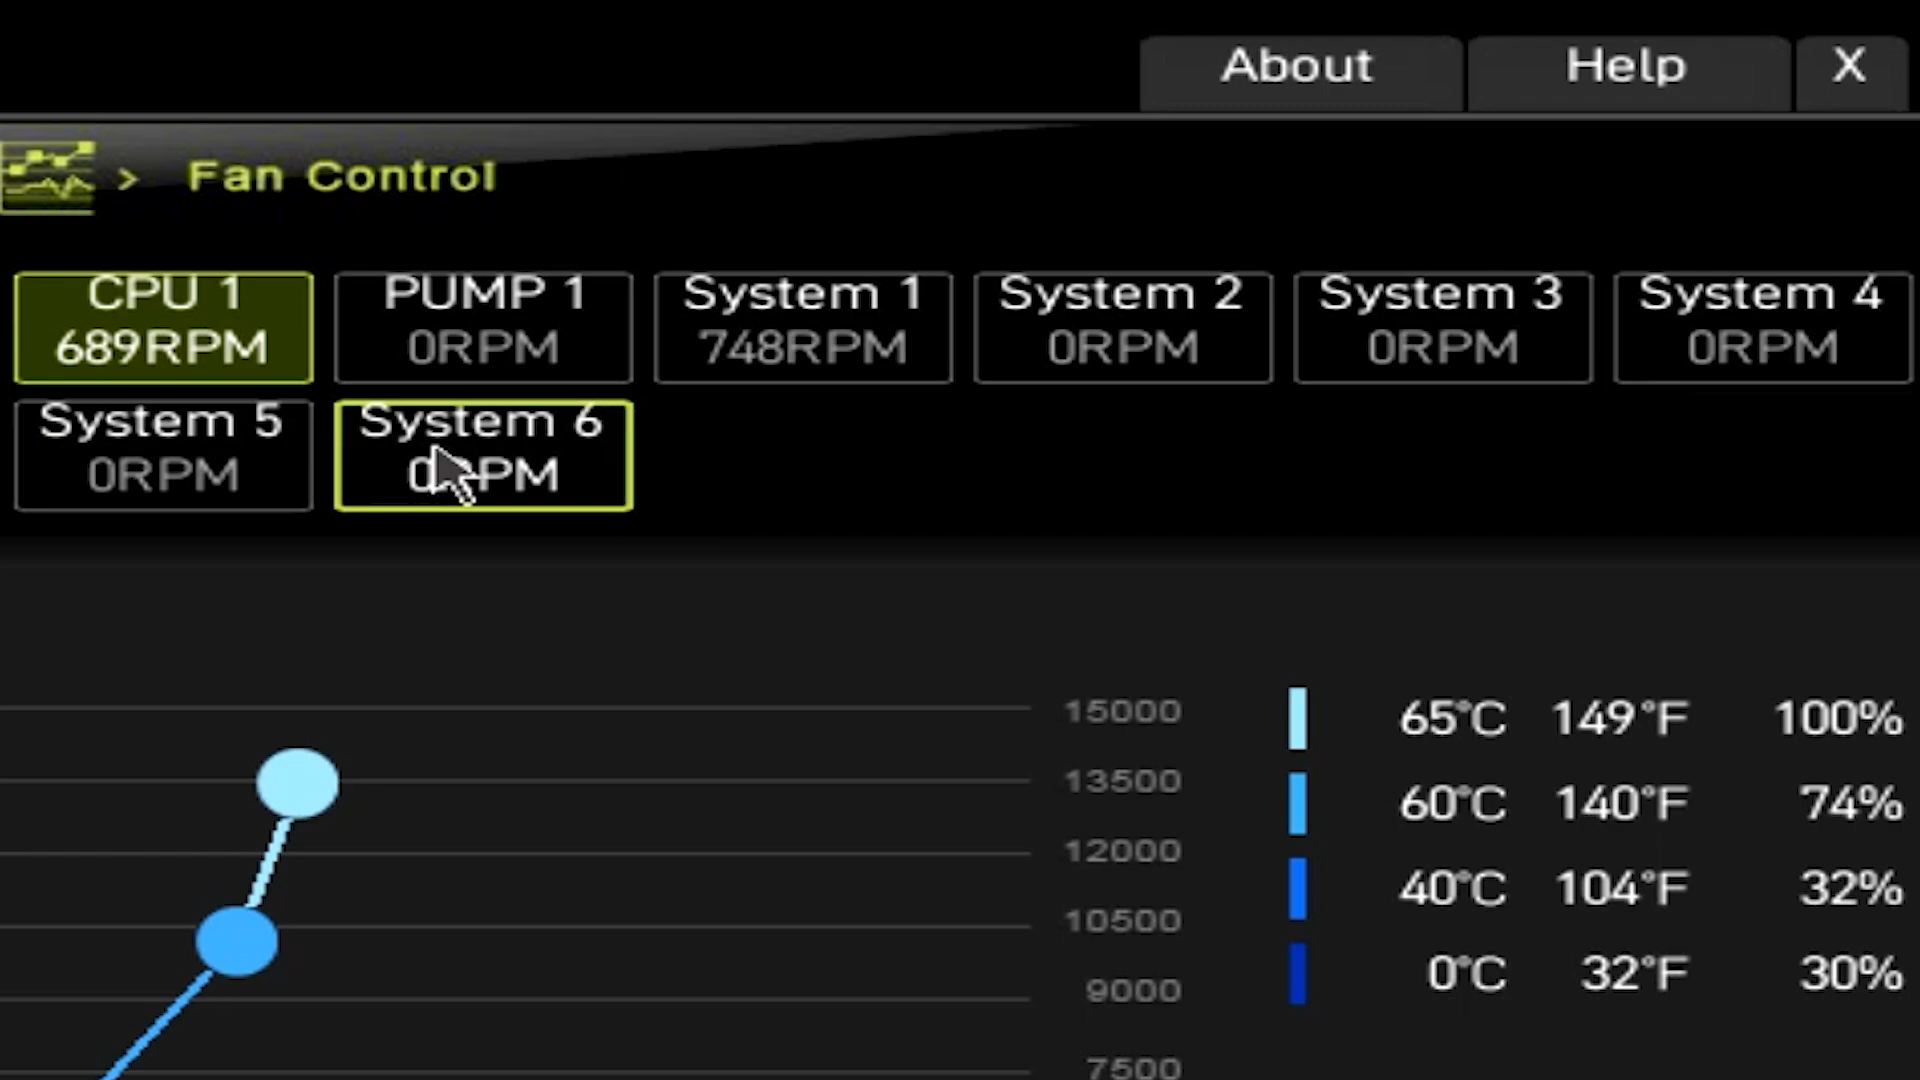 About Help X
> Fan Control
CPU 1 PUMP 1 System 1 System 2 System 3 System 4
689RPM 0RPM 748RPM 0RPM 0RPM 0RPM
System 5 System 6
0RPM 0RPM
15000
13500
12000
10500
9000
7500
65°C 149°F 100%
60°C 140°F 74%
40°C 104°F 32%
0°C 32°F 30%